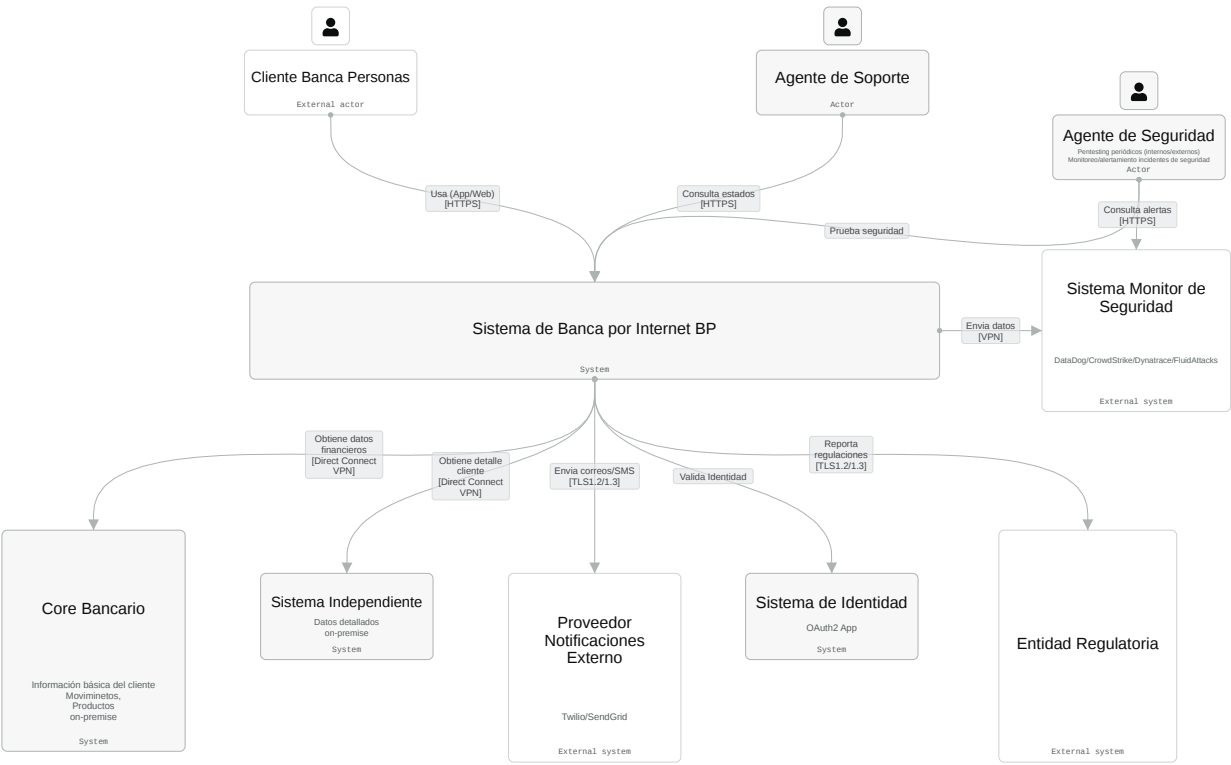 Cliente Banca Personas
External actor
Agente de Soporte
Actor
Agente de Seguridad
Pentesting periódicos (internos/externos)
Monitoreo/alertamiento incidentes de seguridad
Actor
Usa (App/Web)
[HTTPS]
Consulta estados
[HTTPS]
Prueba seguridad
Consulta alertas
[HTTPS]
Sistema de Banca por Internet BP
System
Envia datos
[VPN]
Sistema Monitor de
Seguridad
DataDog/CrowdStrike/Dynatrace/FluidAttacks
External system
Obtiene datos
financieros
[Direct Connect
VPN]
Obtiene detalle
cliente
[Direct Connect
VPN]
Envia correos/SMS
[TLS1.2/1.3]
Valida Identidad
Reporta
regulaciones
[TLS1.2/1.3]
Core Bancario
Información básica del cliente
Moviminetos,
Productos
on-premise
System
Sistema Independiente
Datos detallados
on-premise
System
Proveedor
Notificaciones
Externo
Twilio/SendGrid
External system
Sistema de Identidad
OAuth2 App
System
Entidad Regulatoria
External system